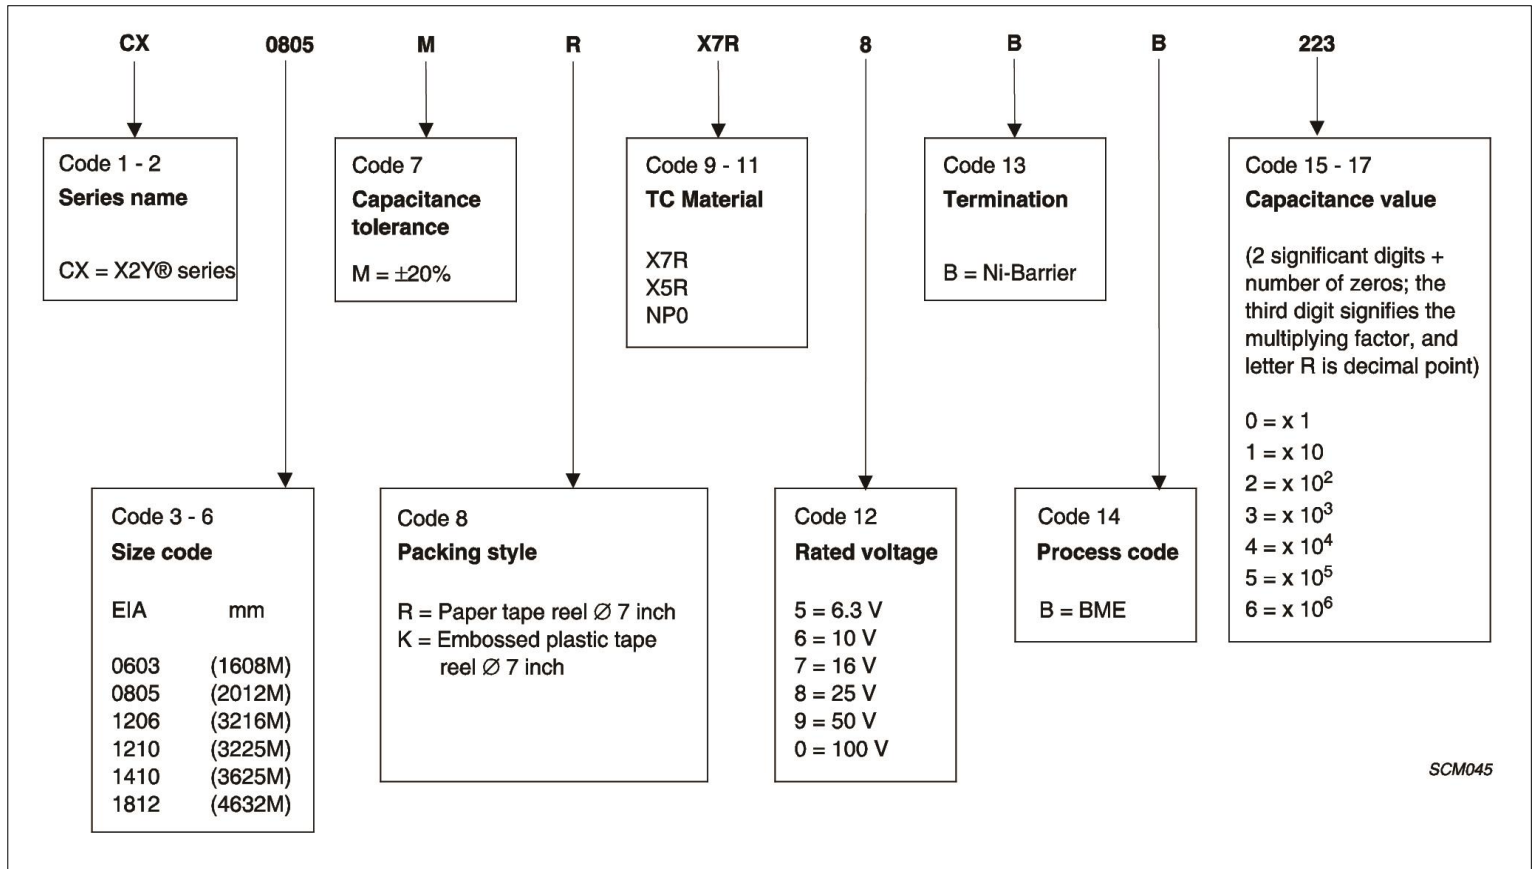 CX 0805 M R X7R 8 B B 223
Code 1 - 2
Series name
CX = X2Y® series
Code 7
Capacitance
tolerance
M = ±20%
Code 9 - 11
TC Material
X7R
X5R
NP0
Code 13
Termination
B = Ni-Barrier
Code 15 - 17
Capacitance value
(2 significant digits +
number of zeros; the
third digit signifies the
multiplying factor, and
letter R is decimal point)
0 = x 1
1 = x 10
2 = x 10²
3 = x 10³
4 = x 10⁴
5 = x 10⁵
6 = x 10⁶
Code 3 - 6
Size code
EIA mm
0603 (1608M)
0805 (2012M)
1206 (3216M)
1210 (3225M)
1410 (3625M)
1812 (4632M)
Code 8
Packing style
R = Paper tape reel Ø 7 inch
K = Embossed plastic tape
reel Ø 7 inch
Code 12
Rated voltage
5 = 6.3 V
6 = 10 V
7 = 16 V
8 = 25 V
9 = 50 V
0 = 100 V
Code 14
Process code
B = BME
SCM045